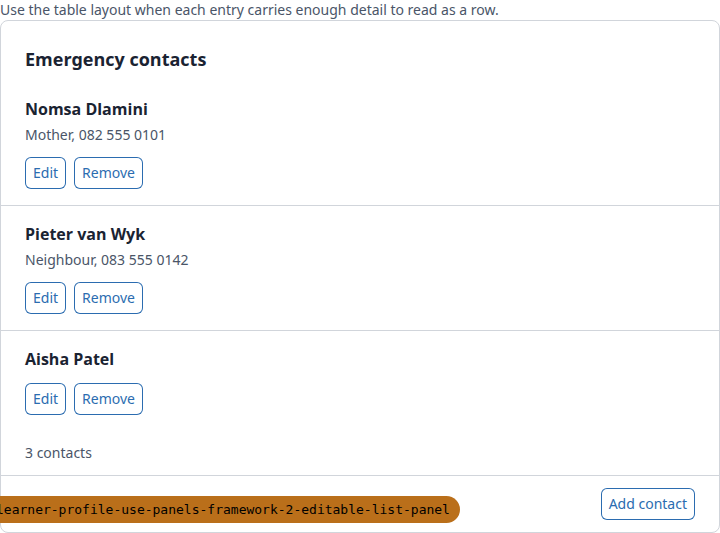 Use the table layout when each entry carries enough detail to read as a row.
Emergency contacts
Nomsa Dlamini
Mother, 082 555 0101
Edit Remove
Pieter van Wyk
Neighbour, 083 555 0142
Edit Remove
Aisha Patel
Edit Remove
3 contacts
learner-profile-use-panels-framework-2-editable-list-panel
Add contact